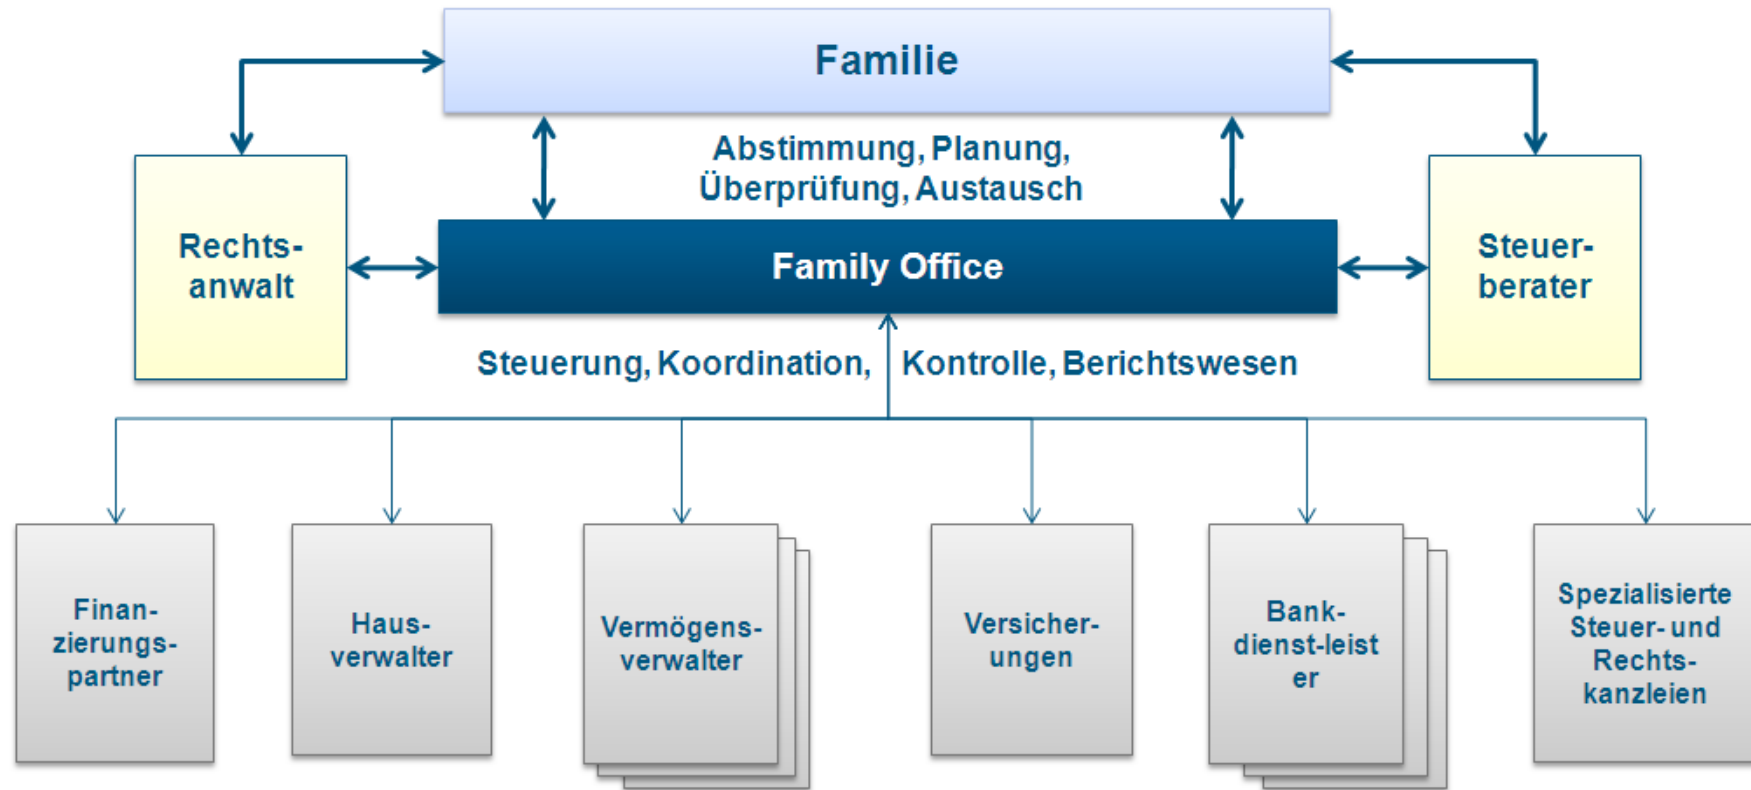 Familie
Abstimmung, Planung,
Überprüfung, Austausch
Rechts-
anwalt
Family Office
Steuer-
berater
Steuerung, Koordination, Kontrolle, Berichtswesen
Finan-
zierungs-
partner
Haus-
verwalter
Vermögens-
verwalter
Versicher-
ungen
Bank-
dienst-leist
er
Spezialisierte
Steuer- und
Rechts-
kanzleien